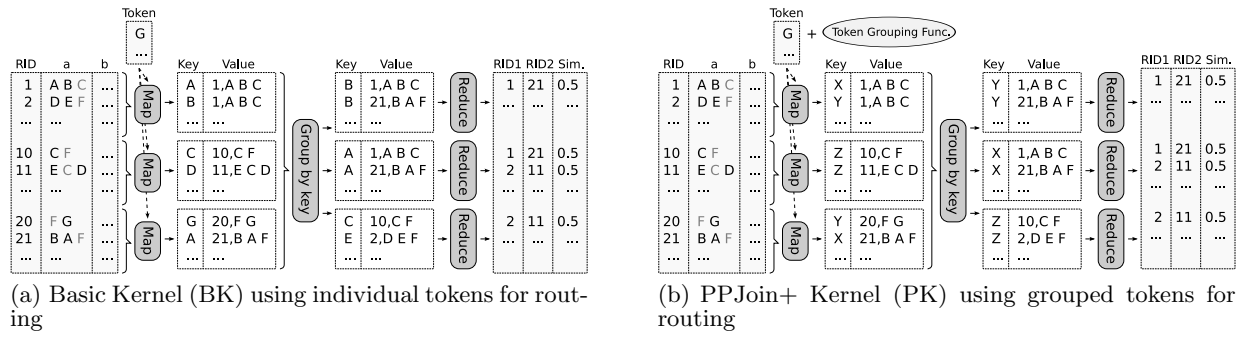 Token
G
...
RID a b
1 A B C ...
2 D E F ...
... ...
10 C F ...
11 E C D ...
... ... ...
20 F G ...
21 B A F ...
... ... ...
Map
Map
Map
Key Value
A 1,A B C
B 1,A B C
... ...
C 10,C F
D 11,E C D
... ...
G 20,F G
A 21,B A F
... ...
Group by key
Key Value
B 1,A B C
B 21,B A F
... ...
A 1,A B C
A 21,B A F
... ...
C 10,C F
E 2,D E F
... ...
Reduce
Reduce
Reduce
RID1 RID2 Sim.
1 21 0.5
... ... ...
1 21 0.5
2 11 0.5
... ...
2 11 0.5
... ... ...
(a) Basic Kernel (BK) using individual tokens for rout-
ing
Token
G
...
+ Token Grouping Func.
RID a b
1 A B C ...
2 D E F ...
... ...
10 C F ...
11 E C D ...
... ... ...
20 F G ...
21 B A F ...
... ... ...
Map
Map
Map
Key Value
X 1,A B C
Y 1,A B C
... ...
Z 10,C F
Z 11,E C D
... ...
Y 20,F G
X 21,B A F
... ...
Group by key
Key Value
Y 1,A B C
Y 21,B A F
... ...
X 1,A B C
X 21,B A F
... ...
Z 10,C F
Z 2,D E F
... ...
Reduce
Reduce
Reduce
RID1 RID2 Sim.
1 21 0.5
... ... ...
1 21 0.5
2 11 0.5
... ...
2 11 0.5
... ... ...
(b) PPJoin+ Kernel (PK) using grouped tokens for
routing